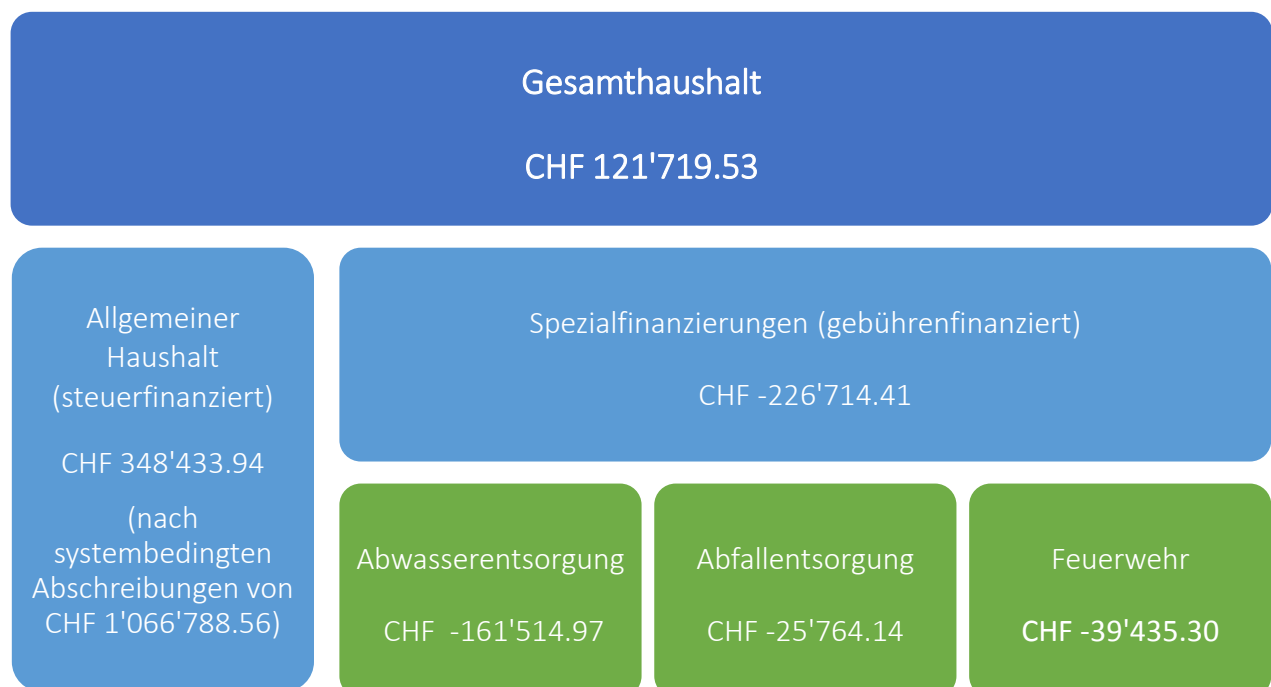 Gesamthaushalt
CHF 121'719.53
Allgemeiner
Haushalt
(steuerfinanziert)
CHF 348'433.94
(nach
systembedingten
Abschreibungen von
CHF 1'066'788.56)
Spezialfinanzierungen (gebührenfinanziert)
CHF -226'714.41
Abwasserentsorgung
CHF -161'514.97
Abfallentsorgung
CHF -25'764.14
Feuerwehr
CHF -39'435.30